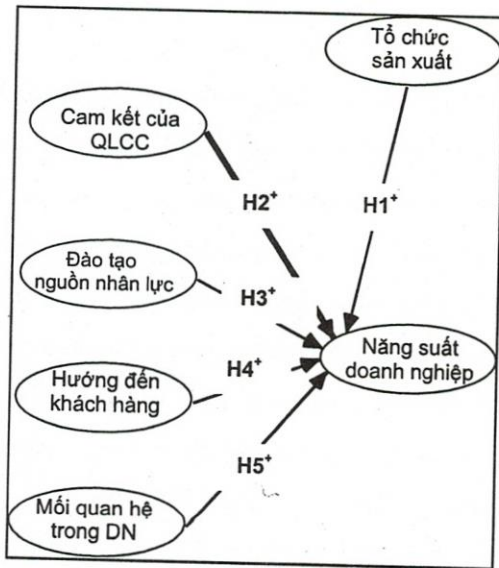 Tổ chức
sản xuất
Cam kết của
QLCC
H2⁺
H1⁺
Đào tạo
nguồn nhân lực
H3⁺
Năng suất
doanh nghiệp
H4⁺
Hướng đến
khách hàng
H5⁺
Mối quan hệ
trong DN